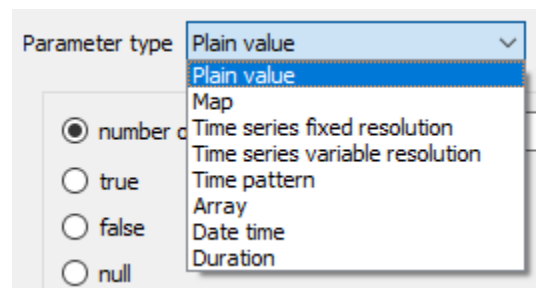 Parameter type Plain value
Plain value
Map
number
Time series fixed resolution
Time series variable resolution
true
Time pattern
Array
false
Date time
null
Duration